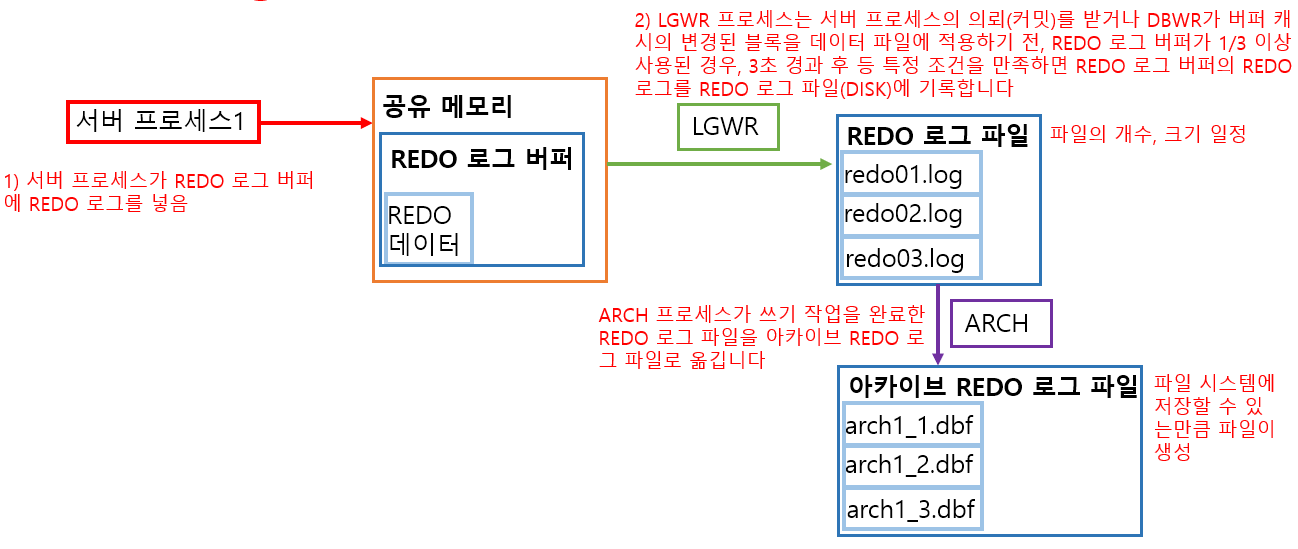 2) LGWR 프로세스는 서버 프로세스의 의뢰(커밋)를 받거나 DBWR가 버퍼 캐
시의 변경된 블록을 데이터 파일에 적용하기 전, REDO 로그 버퍼가 1/3 이상
사용된 경우, 3초 경과 후 등 특정 조건을 만족하면 REDO 로그 버퍼의 REDO
로그를 REDO 로그 파일(DISK)에 기록합니다
서버 프로세스1
1) 서버 프로세스가 REDO 로그 버퍼
에 REDO 로그를 넣음
공유 메모리
REDO 로그 버퍼
REDO
데이터
LGWR
REDO 로그 파일
redo01.log
redo02.log
redo03.log
파일의 개수, 크기 일정
ARCH 프로세스가 쓰기 작업을 완료한
REDO 로그 파일을 아카이브 REDO 로
그 파일로 옮깁니다
ARCH
아카이브 REDO 로그 파일
arch1_1.dbf
arch1_2.dbf
arch1_3.dbf
파일 시스템에
저장할 수 있
는만큼 파일이
생성